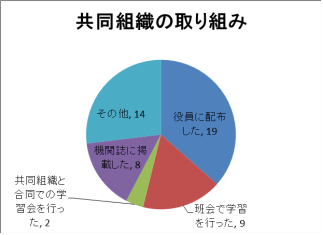 共同組織の取り組み
役員に配布
した, 19
班会で学習
を行った, 9
共同組織と
合同での学
習会を行っ
た, 2
機関誌に掲
載した, 8
その他, 14